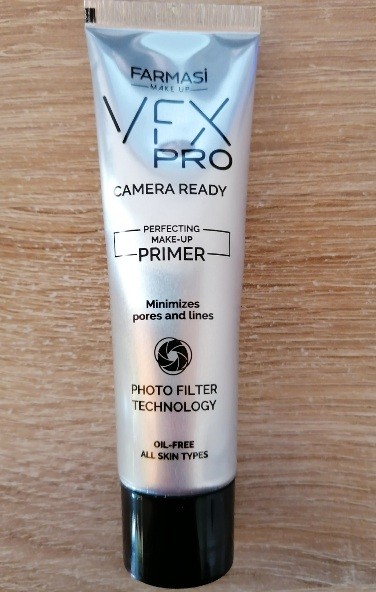 FARMASİ
MAKE UP
VFX
PRO
CAMERA READY
PERFECTING
MAKE-UP
PRIMER
Minimizes
pores and lines
PHOTO FILTER
TECHNOLOGY
OIL-FREE
ALL SKIN TYPES